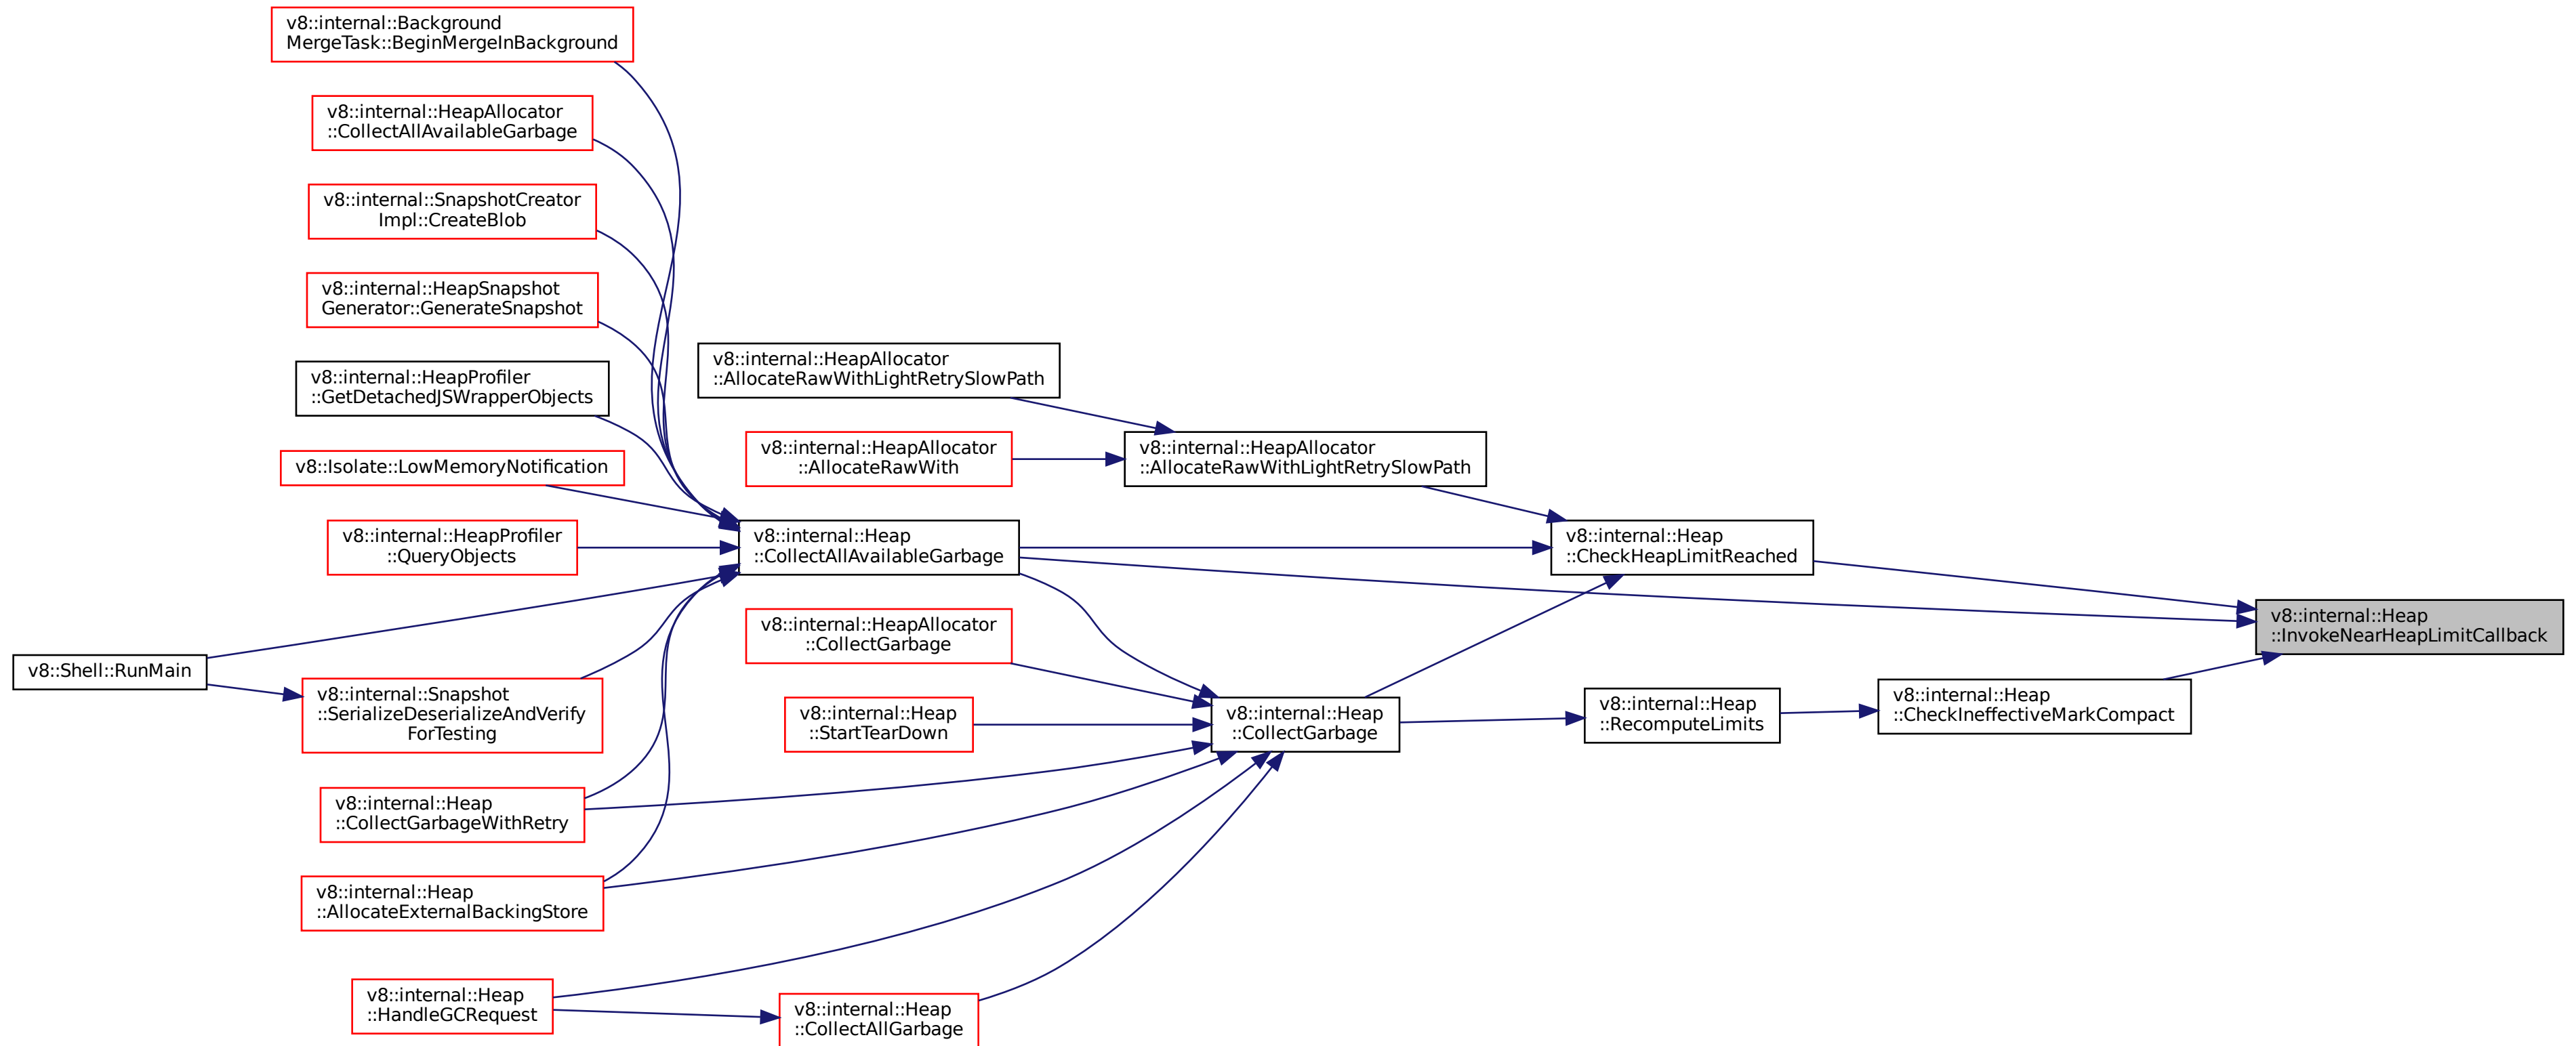 v8::internal::Background
MergeTask::BeginMergeInBackground
v8::internal::HeapAllocator
::CollectAllAvailableGarbage
v8::internal::SnapshotCreator
Impl::CreateBlob
v8::internal::HeapSnapshot
Generator::GenerateSnapshot
v8::internal::HeapProfiler
::GetDetachedJSWrapperObjects
v8::Isolate::LowMemoryNotification
v8::internal::HeapProfiler
::QueryObjects
v8::Shell::RunMain
v8::internal::Snapshot
::SerializeDeserializeAndVerify
ForTesting
v8::internal::Heap
::CollectGarbageWithRetry
v8::internal::Heap
::AllocateExternalBackingStore
v8::internal::Heap
::HandleGCRequest
v8::internal::HeapAllocator
::AllocateRawWithLightRetrySlowPath
v8::internal::HeapAllocator
::AllocateRawWith
v8::internal::Heap
::CollectAllAvailableGarbage
v8::internal::HeapAllocator
::CollectGarbage
v8::internal::Heap
::StartTearDown
v8::internal::Heap
::CollectAllGarbage
v8::internal::HeapAllocator
::AllocateRawWithLightRetrySlowPath
v8::internal::Heap
::CollectGarbage
v8::internal::Heap
::CheckHeapLimitReached
v8::internal::Heap
::RecomputeLimits
v8::internal::Heap
::CheckIneffectiveMarkCompact
v8::internal::Heap
::InvokeNearHeapLimitCallback